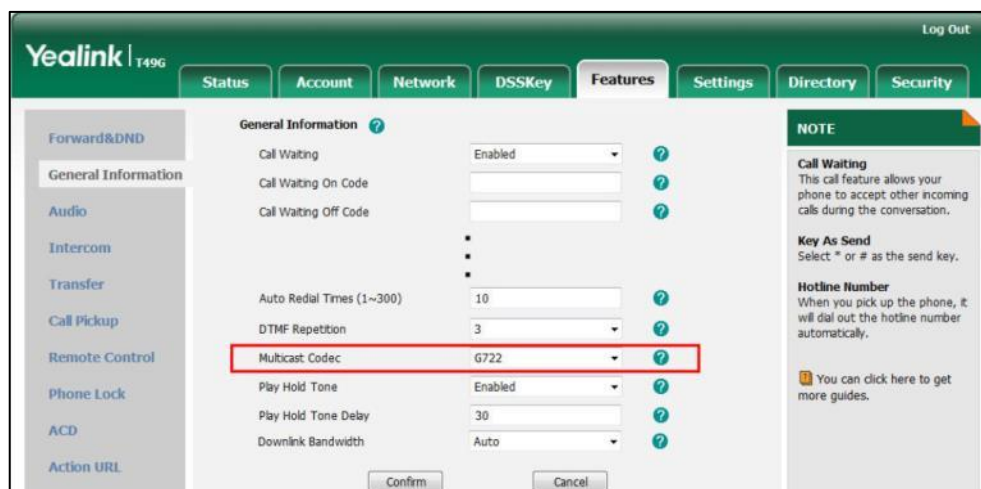 Log Out
Yealink T49G
Status Account Network DSSKey Features Settings Directory Security
Forward&DND
General Information
Audio
Intercom
Transfer
Call Pickup
Remote Control
Phone Lock
ACD
Action URL
General Information ?
Call Waiting Enabled ?
Call Waiting On Code ?
Call Waiting Off Code ?
Auto Redial Times (1~300) 10 ?
DTMF Repetition 3 ?
Multicast Codec G722 ?
Play Hold Tone Enabled ?
Play Hold Tone Delay 30 ?
Downlink Bandwidth Auto ?
Confirm Cancel
NOTE
Call Waiting
This call feature allows your
phone to accept other incoming
calls during the conversation.
Key As Send
Select * or # as the send key.
Hotline Number
When you pick up the phone, it
will dial out the hotline number
automatically.
? You can click here to get
more guides.